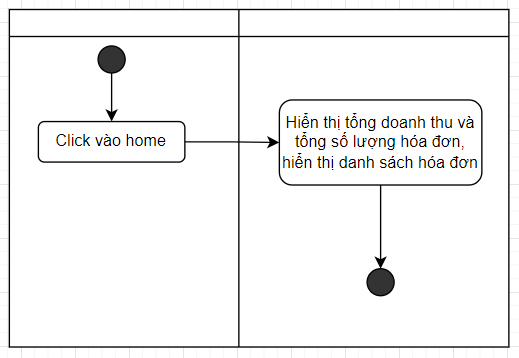 Click vào home
Hiển thị tổng doanh thu và
tổng số lượng hóa đơn,
hiển thị danh sách hóa đơn